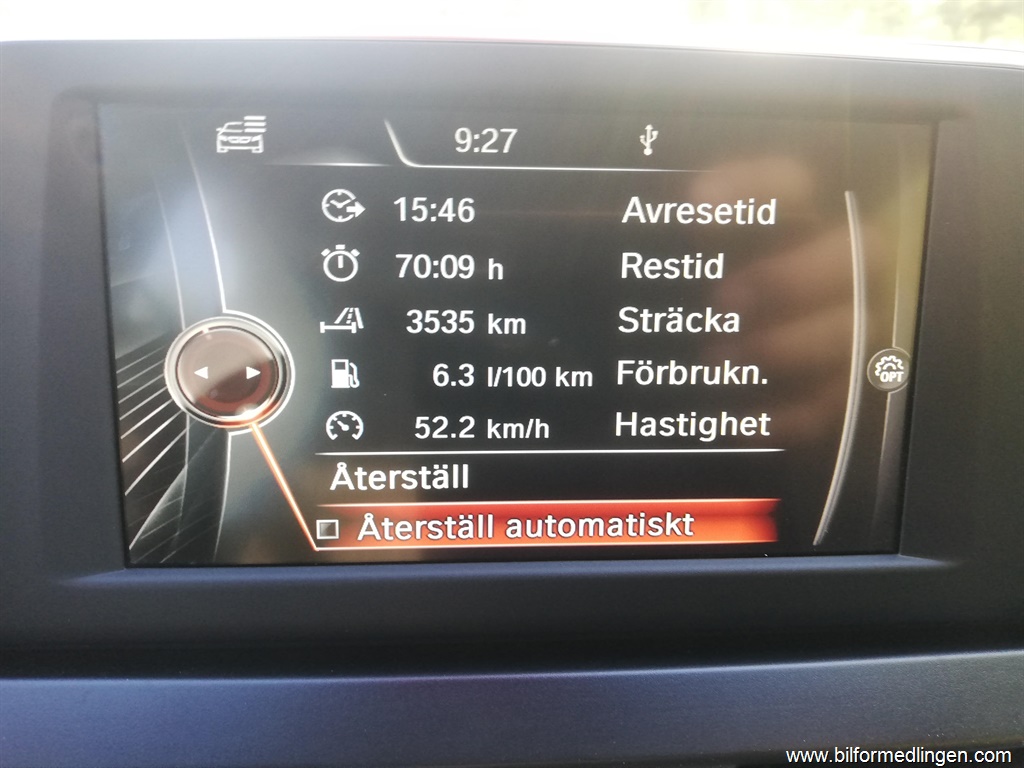 9:27
15:46 Avresetid
70:09 h Restid
3535 km Sträcka
6.3 l/100 km Förbrukn.
52.2 km/h Hastighet
OPT
Återställ
Återställ automatiskt
www.bilformedlingen.com